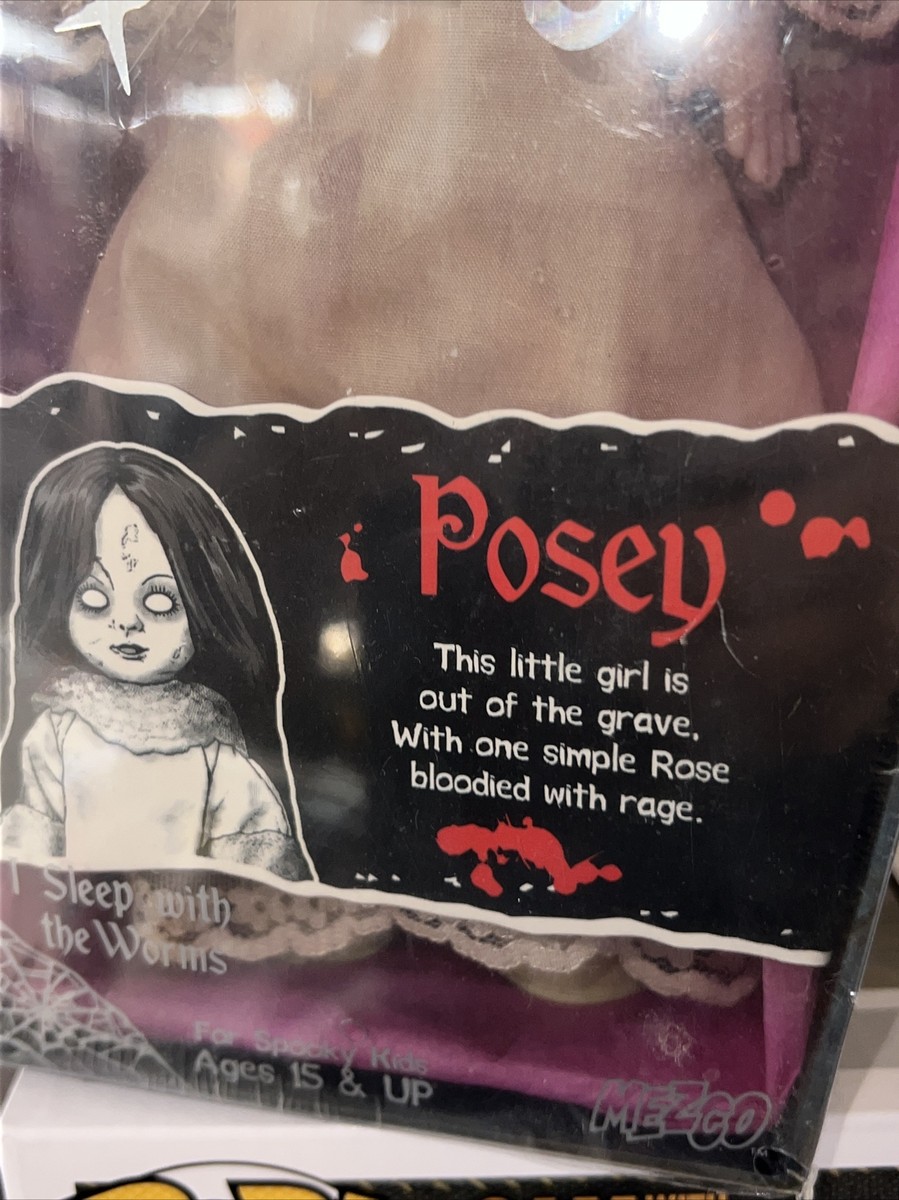 Posey
This little girl is
out of the grave.
With one simple Rose
bloodied with rage.
I Sleep with
the Worms
For Spooky Kids
Ages 15 & UP
MEZCO